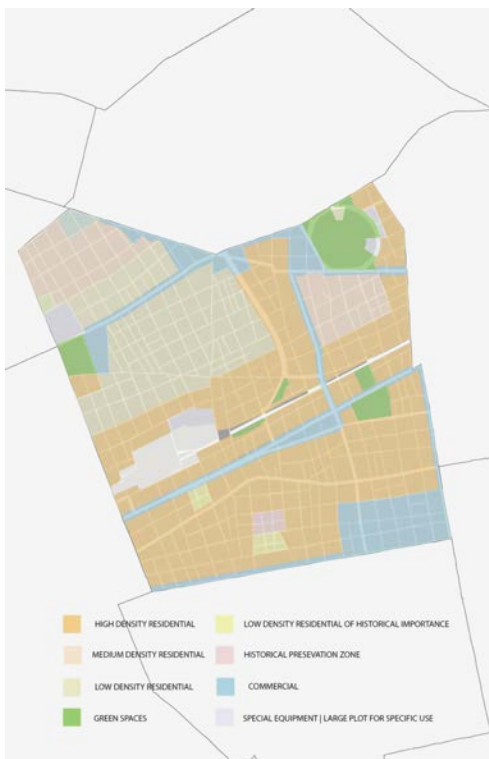 HIGH DENSITY RESIDENTIAL
LOW DENSITY RESIDENTIAL OF HISTORICAL IMPORTANCE
MEDIUM DENSITY RESIDENTIAL
HISTORICAL PRESEVATION ZONE
LOW DENSITY RESIDENTIAL
COMMERCIAL
GREEN SPACES
SPECIAL EQUIPMENT | LARGE PLOT FOR SPECIFIC USE